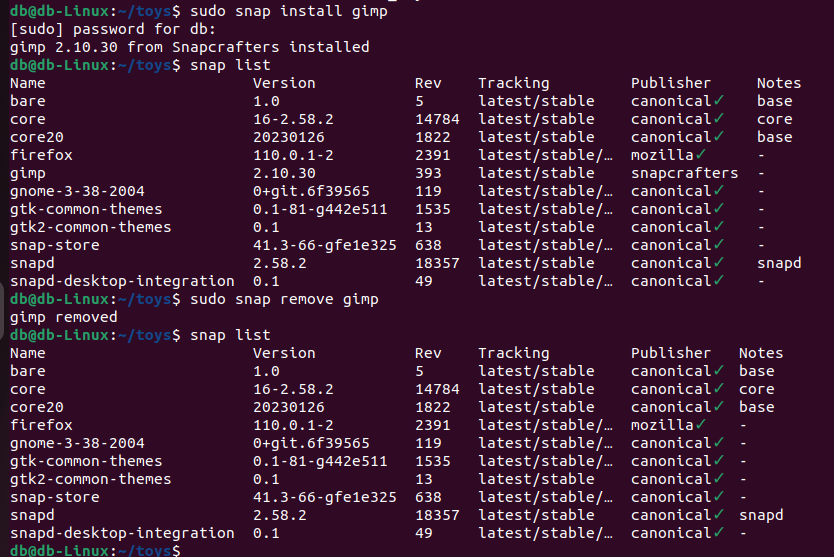 db@db-Linux:~/toys$ sudo snap install gimp
[sudo] password for db:
gimp 2.10.30 from Snapcrafters installed
db@db-Linux:~/toys$ snap list
Name Version Rev Tracking Publisher Notes
bare 1.0 5 latest/stable canonical✓ base
core 16-2.58.2 14784 latest/stable canonical✓ core
core20 20230126 1822 latest/stable canonical✓ base
firefox 110.0.1-2 2391 latest/stable/… mozilla✓ -
gimp 2.10.30 393 latest/stable snapcrafters -
gnome-3-38-2004 0+git.6f39565 119 latest/stable/… canonical✓ -
gtk-common-themes 0.1-81-g442e511 1535 latest/stable/… canonical✓ -
gtk2-common-themes 0.1 13 latest/stable canonical✓ -
snap-store 41.3-66-gfe1e325 638 latest/stable/… canonical✓ -
snapd 2.58.2 18357 latest/stable canonical✓ snapd
snapd-desktop-integration 0.1 49 latest/stable/… canonical✓ -
db@db-Linux:~/toys$ sudo snap remove gimp
gimp removed
db@db-Linux:~/toys$ snap list
Name Version Rev Tracking Publisher Notes
bare 1.0 5 latest/stable canonical✓ base
core 16-2.58.2 14784 latest/stable canonical✓ core
core20 20230126 1822 latest/stable canonical✓ base
firefox 110.0.1-2 2391 latest/stable/… mozilla✓ -
gnome-3-38-2004 0+git.6f39565 119 latest/stable/… canonical✓ -
gtk-common-themes 0.1-81-g442e511 1535 latest/stable/… canonical✓ -
gtk2-common-themes 0.1 13 latest/stable canonical✓ -
snap-store 41.3-66-gfe1e325 638 latest/stable/… canonical✓ -
snapd 2.58.2 18357 latest/stable canonical✓ snapd
snapd-desktop-integration 0.1 49 latest/stable/… canonical✓ -
db@db-Linux:~/toys$